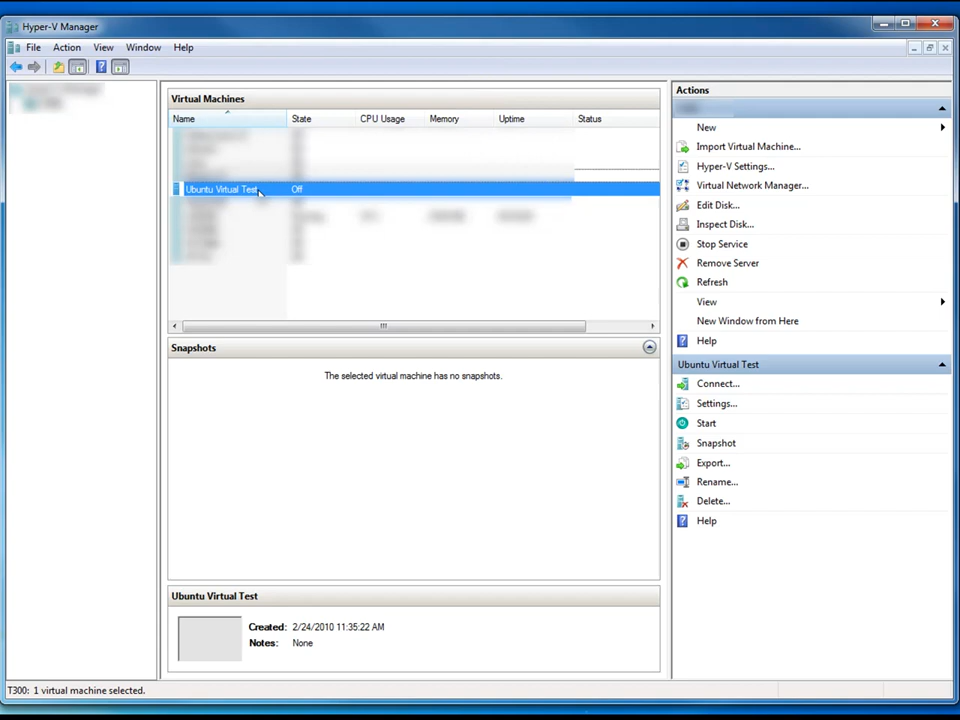 Hyper-V Manager
File Action View Window Help
Virtual Machines
Name State CPU Usage Memory Uptime Status
Ubuntu Virtual Test Off
Snapshots
The selected virtual machine has no snapshots.
Ubuntu Virtual Test
Created: 2/24/2010 11:35:22 AM
Notes: None
Actions
New
Import Virtual Machine...
Hyper-V Settings...
Virtual Network Manager...
Edit Disk...
Inspect Disk...
Stop Service
Remove Server
Refresh
View
New Window from Here
Help
Ubuntu Virtual Test
Connect...
Settings...
Start
Snapshot
Export...
Rename...
Delete...
Help
T300: 1 virtual machine selected.